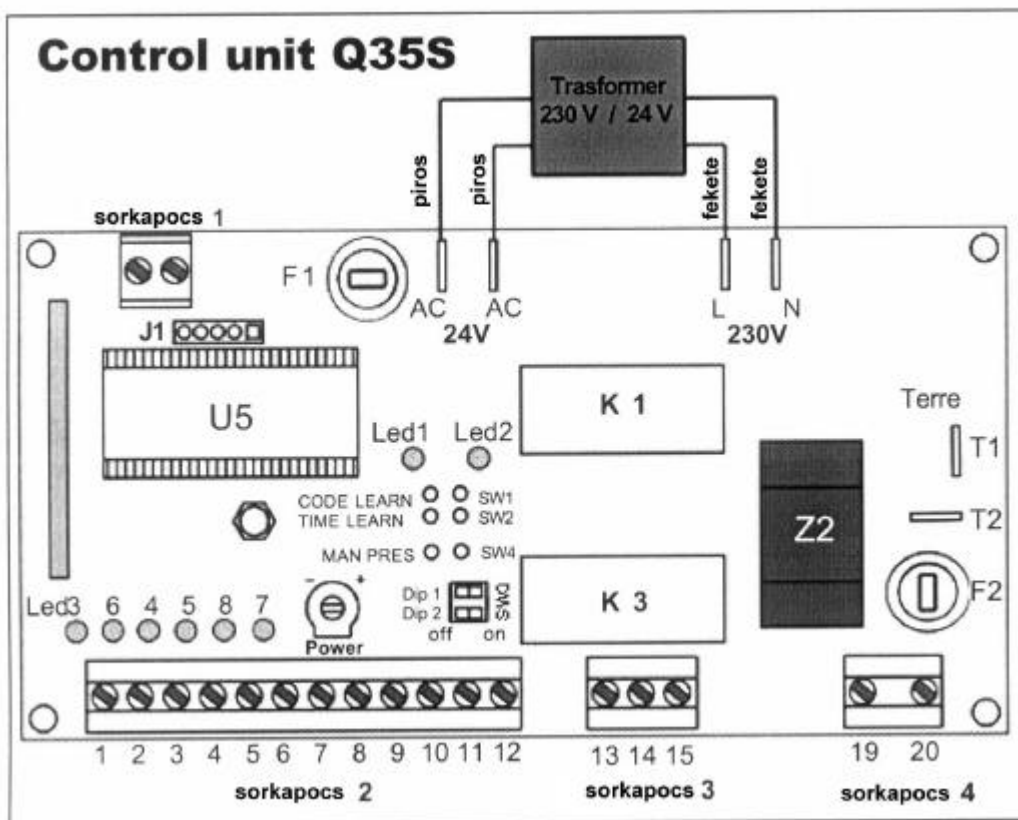 Control unit Q35S
Trasformer
230 V / 24 V
piros
piros
fekete
fekete
sorkapocs 1
F1
AC
AC
L
N
24V
230V
J1
U5
K 1
Terre
Led1
Led2
T1
CODE LEARN
SW1
TIME LEARN
SW2
T2
Z2
MAN PRES
SW4
K 3
F2
- +
Dip 1
Dip 2
off on
SWD
Led3 6 4 5 8 7
Power
1 2 3 4 5 6 7 8 9 10 11 12
13 14 15
19 20
sorkapocs 2
sorkapocs 3
sorkapocs 4